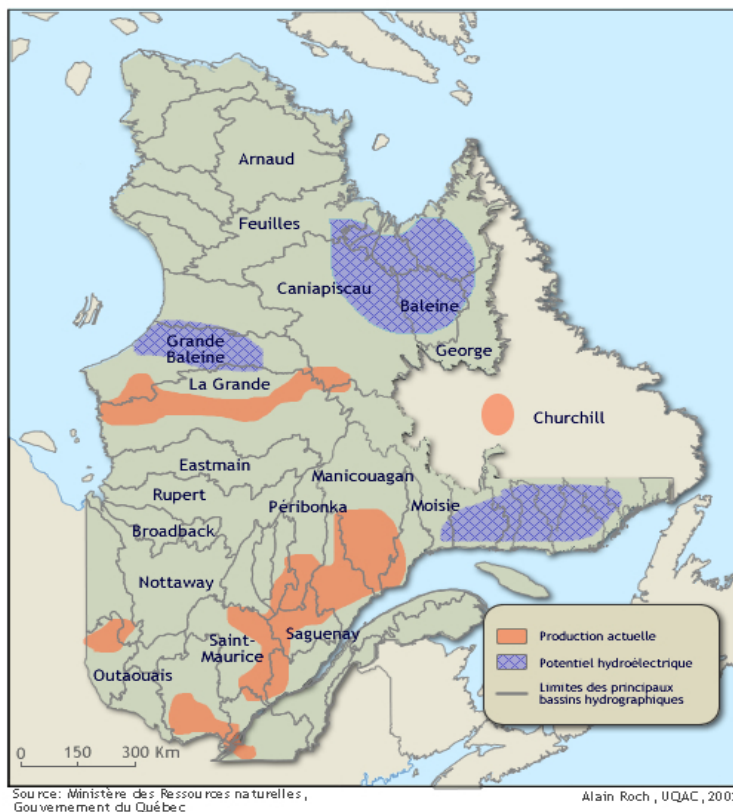 Arnaud
Feuilles
Caniapiscau
Baleine
Grande
Baleine
George
La Grande
Churchill
Eastmain
Manicouagan
Rupert
Péribonka
Moisie
Broadback
Nottaway
Saint-
Maurice
Saguenay
Outaouais
Production actuelle
Potentiel hydroélectrique
Limites des principaux
bassins hydrographiques
0 150 300 Km
Source: Ministère des Ressources naturelles,
Gouvernement du Québec
Alain Roch, UQAC,